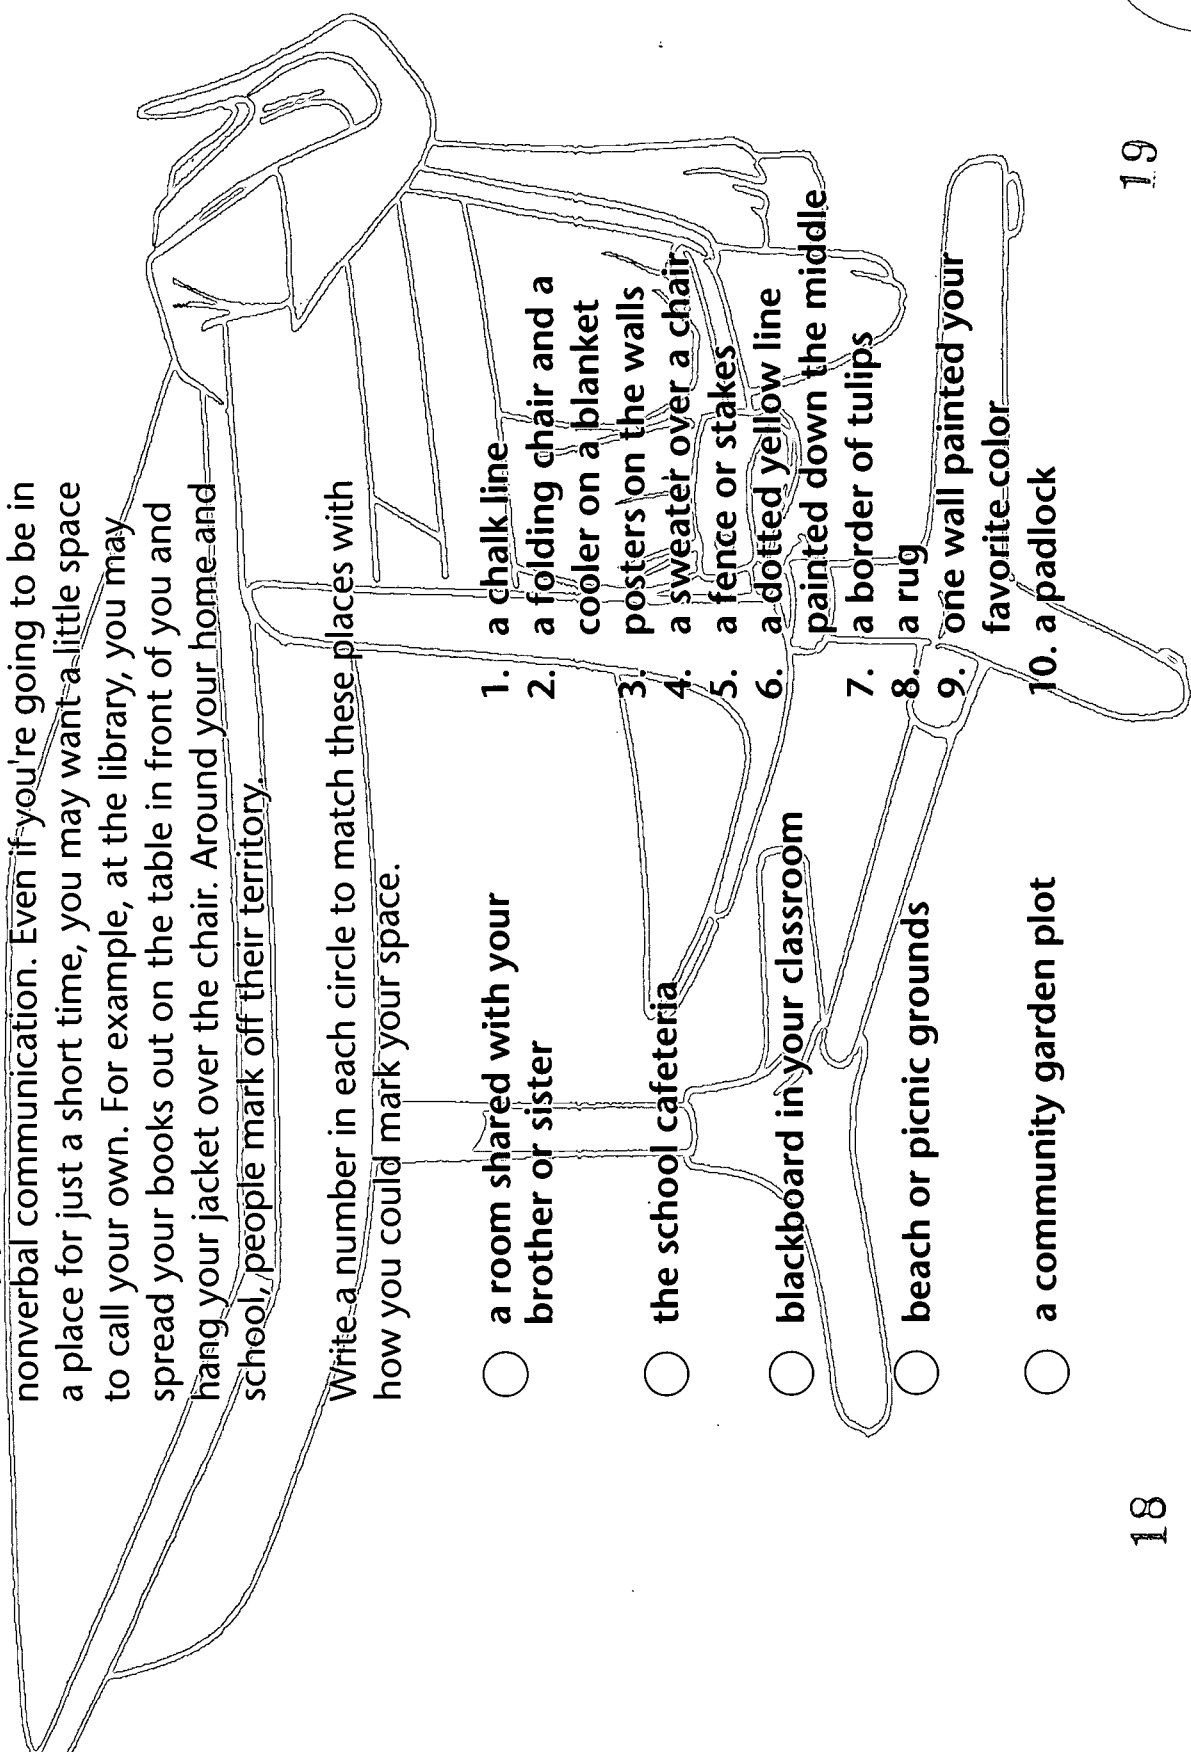 nonverbal communication. Even if you're going to be in
a place for just a short time, you may want a little space
to call your own. For example, at the library, you may
spread your books out on the table in front of you and
hang your jacket over the chair. Around your home and
school, people mark off their territory.
Write a number in each circle to match these places with
how you could mark your space.
a room shared with your
brother or sister
the school cafeteria
blackboard in your classroom
beach or picnic grounds
a community garden plot
1. a chalk line
2. a folding chair and a
cooler on a blanket
3. posters on the walls
4. a sweater over a chair
5. a fence or stakes
6. a dotted yellow line
painted down the middle
7. a border of tulips
8. a rug
9. one wall painted your
favorite color
10. a padlock
18
19